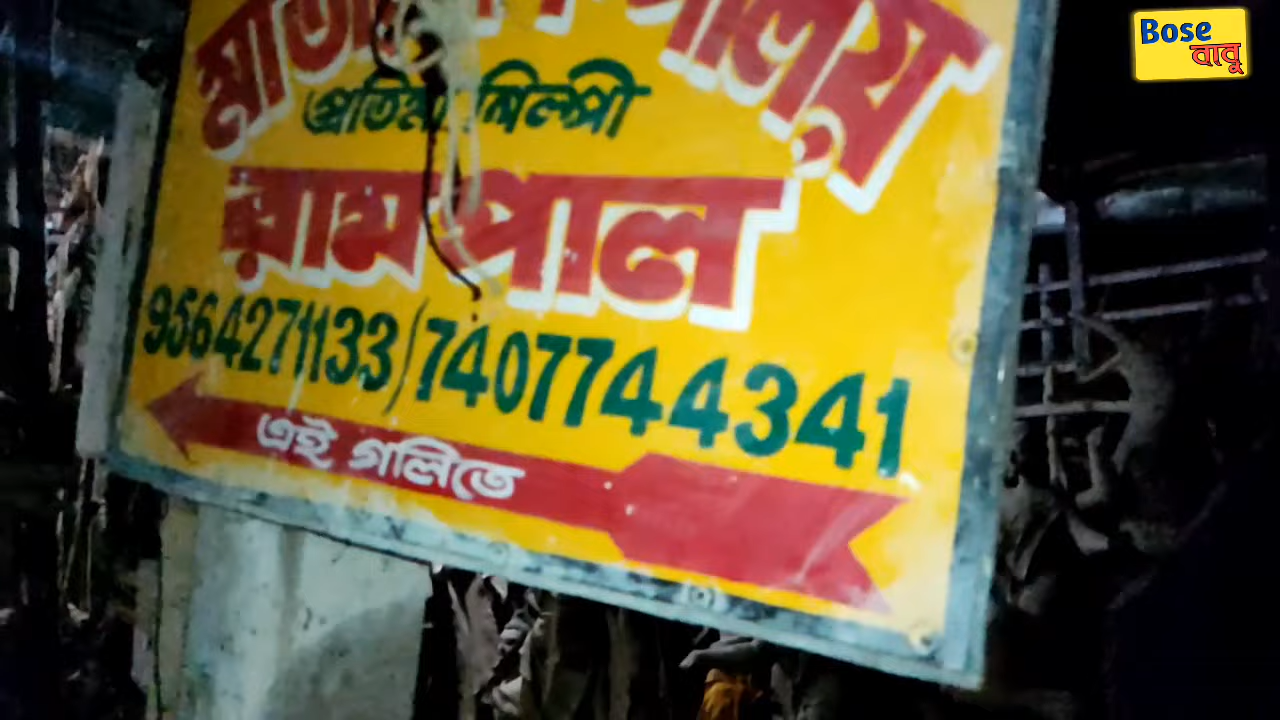 Bose
বাবু
প্রতিমা শিল্পী
রাম পাল
9564271133/7407744341
এই গলিতে